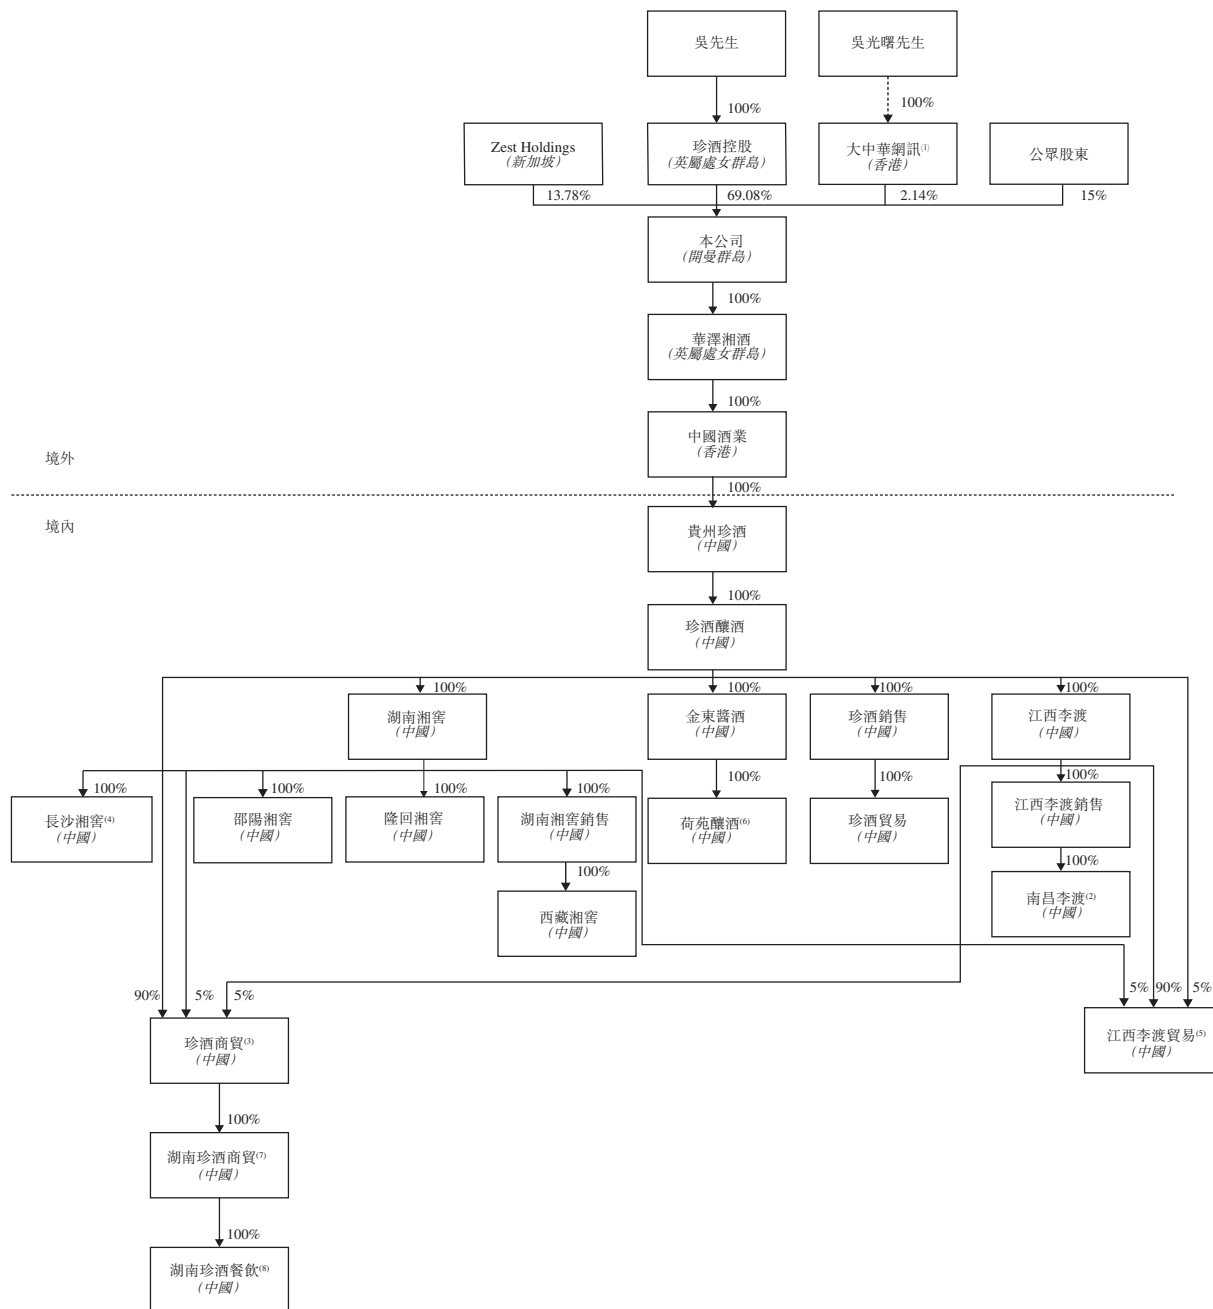 吳先生
吳光曙先生
100%
100%
Zest Holdings
(新加坡)
珍酒控股
(英屬處女群島)
大中華網訊(1)
(香港)
公眾股東
13.78%
69.08%
2.14%
15%
本公司
(開曼群島)
100%
華澤湘酒
(英屬處女群島)
100%
中國酒業
(香港)
境外
100%
境內
貴州珍酒
(中國)
100%
珍酒釀酒
(中國)
100%
100%
100%
100%
湖南湘窖
(中國)
金東醬酒
(中國)
珍酒銷售
(中國)
江西李渡
(中國)
100%
100%
100%
100%
100%
100%
100%
長沙湘窖(4)
(中國)
邵陽湘窖
(中國)
隆回湘窖
(中國)
湖南湘窖銷售
(中國)
荷苑釀酒(6)
(中國)
珍酒貿易
(中國)
江西李渡銷售
(中國)
100%
100%
西藏湘窖
(中國)
南昌李渡(2)
(中國)
90%
5%
5%
5%
90%
5%
珍酒商貿(3)
(中國)
江西李渡貿易(5)
(中國)
100%
湖南珍酒商貿(7)
(中國)
100%
湖南珍酒餐飲(8)
(中國)